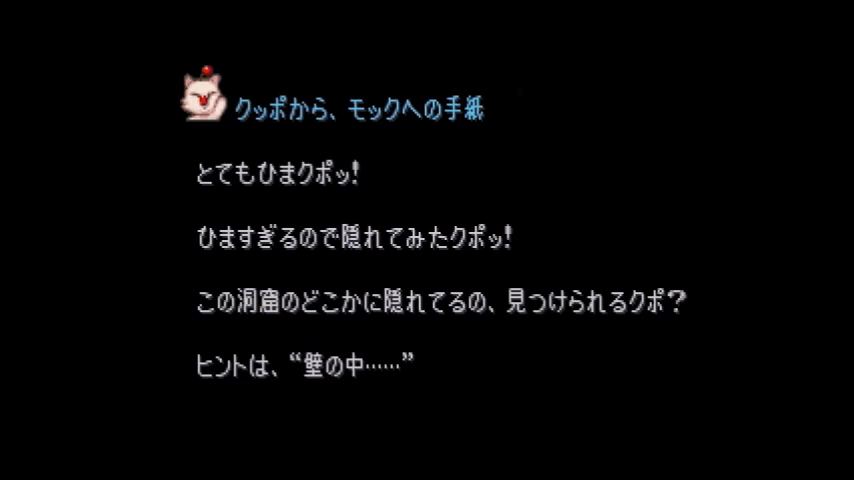 クッポから、モックへの手紙
とてもひまクポッ!
ひますぎるので隠れてみたクポッ!
この洞窟のどこかに隠れてるの、見つけられるクポ?
ヒントは、“壁の中……”